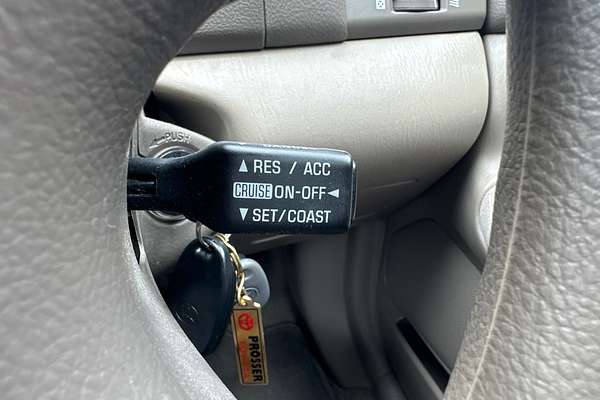 PUSH
▲ RES / ACC
CRUISE ON-OFF ◄
▼ SET/COAST
PROSSER